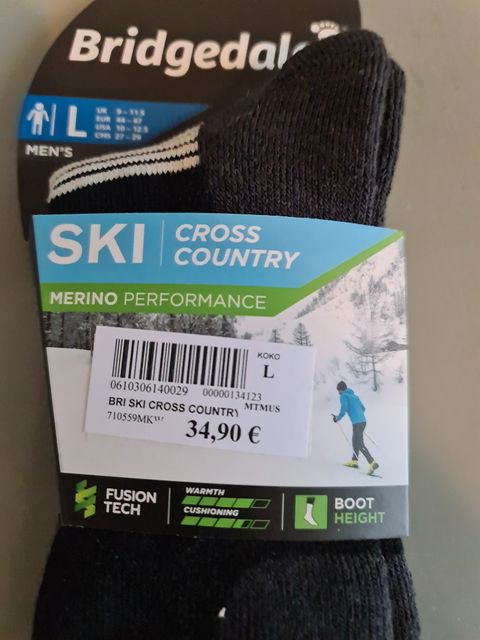 Bridgedale
L
UK 9 - 11.5
EUR 44 - 47
USA 10 - 12.5
CMS 27 - 29
MEN'S
SKI
CROSS
COUNTRY
MERINO PERFORMANCE
KOKO
L
0610306140029 00000134123
BRI SKI CROSS COUNTRY MTMUS
710559MK
34,90 €
FUSION
TECH
WARMTH
CUSHIONING
BOOT
HEIGHT